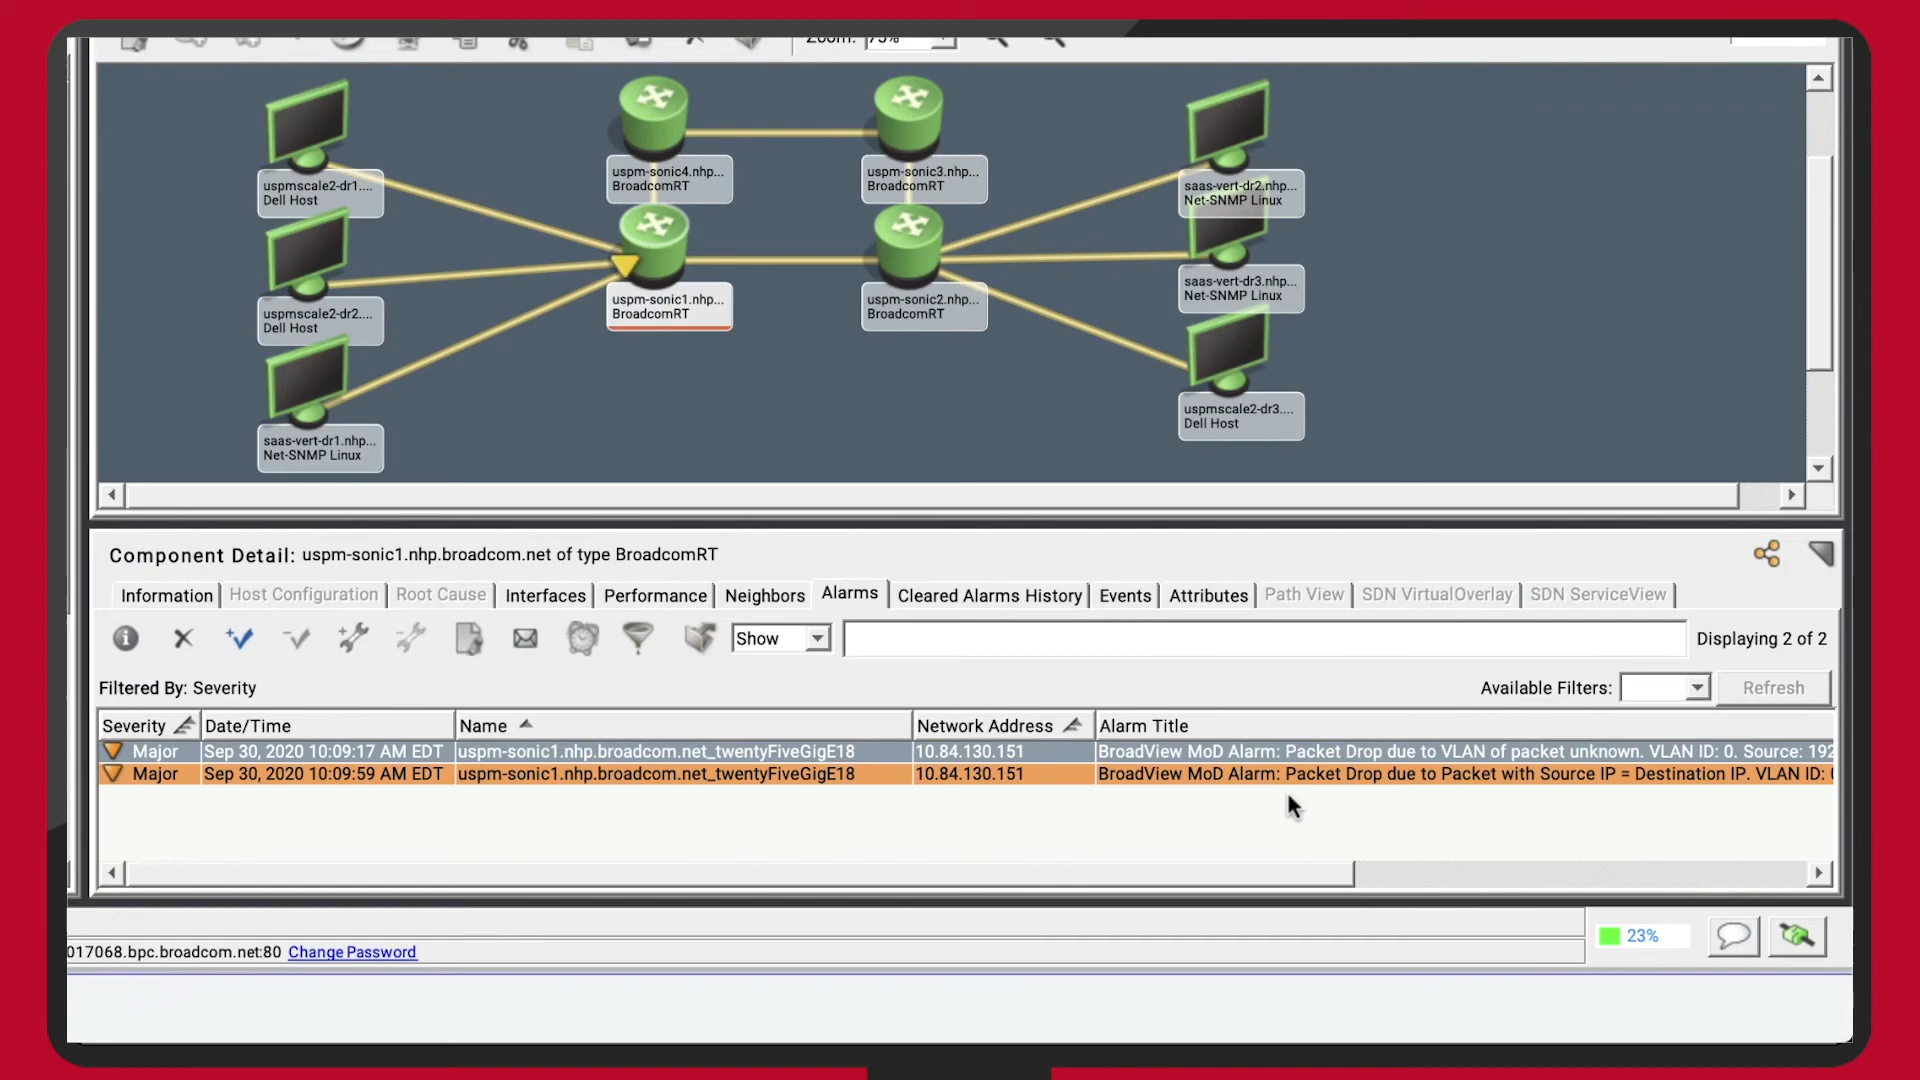 Zoom: 75%
uspm-sonic4.nhp...
BroadcomRT
uspm-sonic3.nhp...
BroadcomRT
uspmscale2-dr1....
Dell Host
saas-vert-dr2.nhp...
Net-SNMP Linux
uspmscale2-dr2....
Dell Host
uspm-sonic1.nhp...
BroadcomRT
uspm-sonic2.nhp...
BroadcomRT
saas-vert-dr3.nhp...
Net-SNMP Linux
saas-vert-dr1.nhp...
Net-SNMP Linux
uspmscale2-dr3....
Dell Host
Component Detail: uspm-sonic1.nhp.broadcom.net of type BroadcomRT
Information Host Configuration Root Cause Interfaces Performance Neighbors Alarms Cleared Alarms History Events Attributes Path View SDN VirtualOverlay SDN ServiceView
Show Displaying 2 of 2
Filtered By: Severity Available Filters: Refresh
Severity Date/Time Name Network Address Alarm Title
Major Sep 30, 2020 10:09:17 AM EDT uspm-sonic1.nhp.broadcom.net_twentyFiveGigE18 10.84.130.151 BroadView MoD Alarm: Packet Drop due to VLAN of packet unknown. VLAN ID: 0. Source: 192
Major Sep 30, 2020 10:09:59 AM EDT uspm-sonic1.nhp.broadcom.net_twentyFiveGigE18 10.84.130.151 BroadView MoD Alarm: Packet Drop due to Packet with Source IP = Destination IP. VLAN ID:
23%
017068.bpc.broadcom.net:80 Change Password